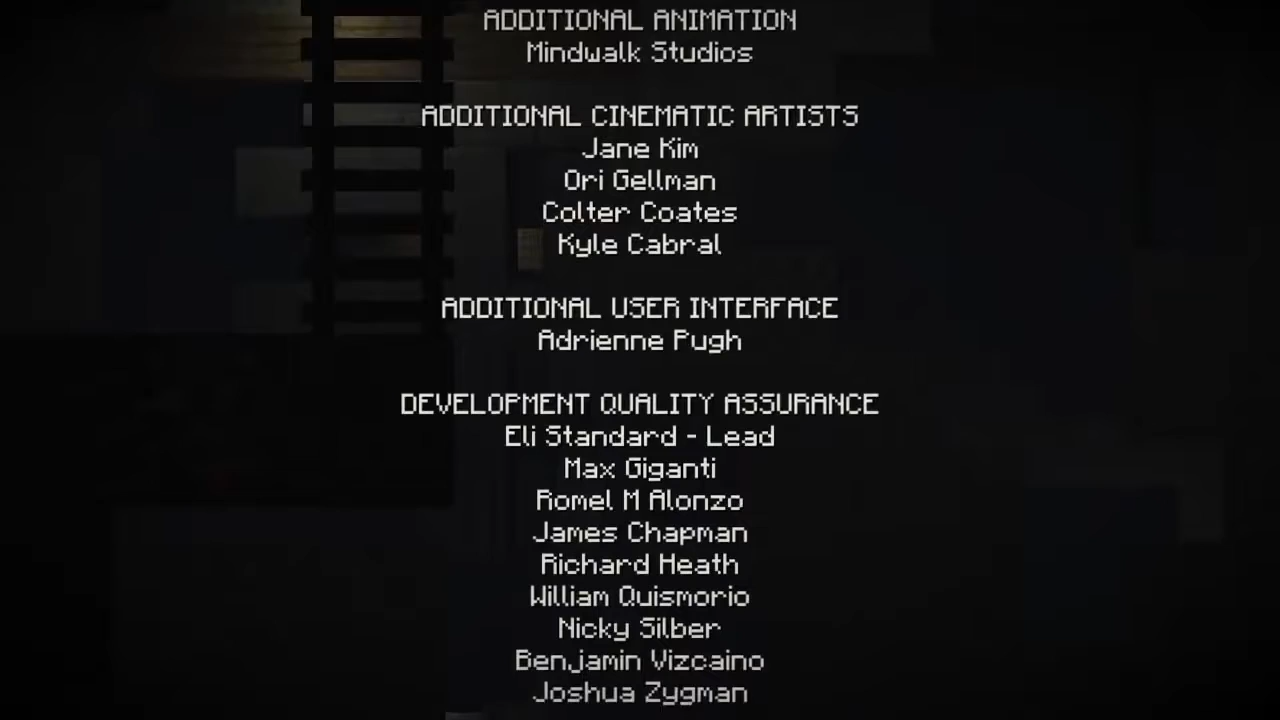 ADDITIONAL ANIMATION
Mindwalk Studios
ADDITIONAL CINEMATIC ARTISTS
Jane Kim
Ori Gellman
Colter Coates
Kyle Cabral
ADDITIONAL USER INTERFACE
Adrienne Pugh
DEVELOPMENT QUALITY ASSURANCE
Eli Standard - Lead
Max Giganti
Romel M Alonzo
James Chapman
Richard Heath
William Quismorio
Nicky Silber
Benjamin Vizcaino
Joshua Zygman